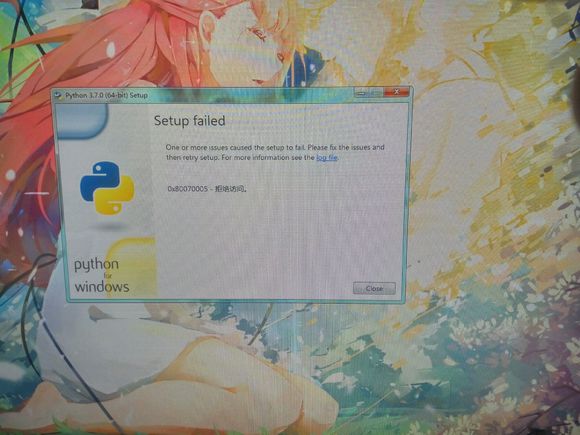 Python 3.7.0 (64-bit) Setup
Setup failed
One or more issues caused the setup to fail. Please fix the issues and
then retry setup. For more information see the log file.
0x80070005 - 拒绝访问。
python
for
windows
Close